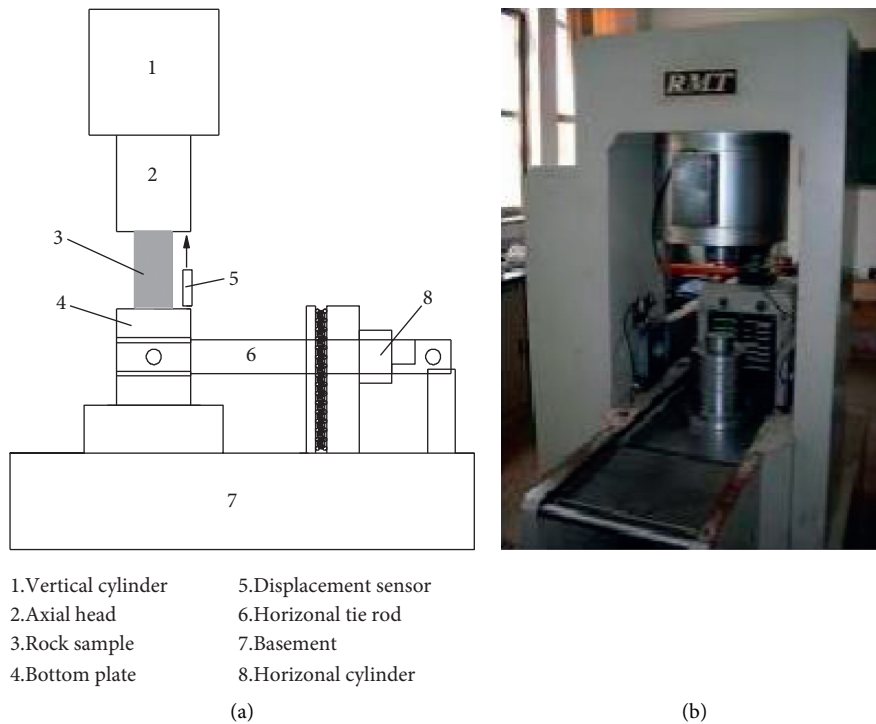 1
2
3
4
5
6
7
8
RMT
1.Vertical cylinder
2.Axial head
3.Rock sample
4.Bottom plate
5.Displacement sensor
6.Horizonal tie rod
7.Basement
8.Horizonal cylinder
(a)
(b)